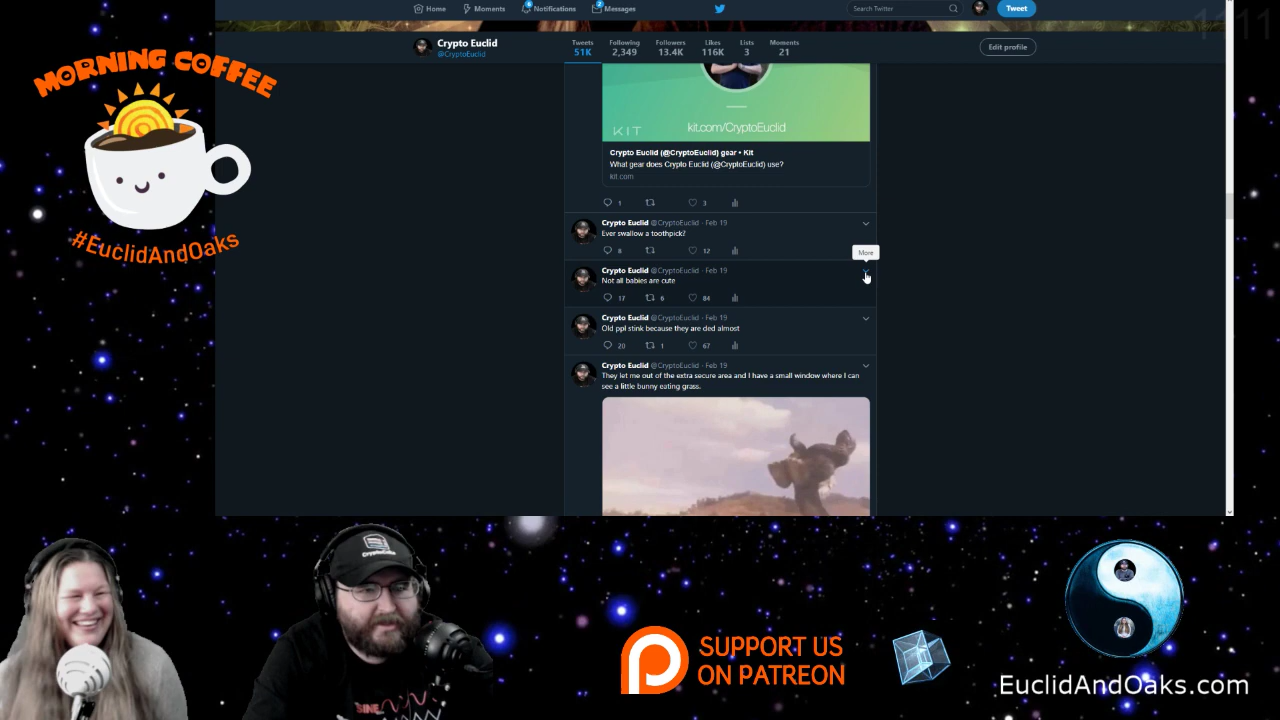 Home
Moments
Notifications
Messages
Search Twitter
Tweet
Crypto Euclid
@CryptoEuclid
Tweets
51K
Following
2,349
Followers
13.4K
Likes
116K
Lists
3
Moments
21
Edit profile
MORNING COFFEE
#EuclidAndOaks
KIT
kit.com/CryptoEuclid
Crypto Euclid (@CryptoEuclid) gear • Kit
What gear does Crypto Euclid (@CryptoEuclid) use?
kit.com
1 3
Crypto Euclid @CryptoEuclid · Feb 19
Ever swallow a toothpick?
8 12
More
Crypto Euclid @CryptoEuclid · Feb 19
Not all babies are cute
17 6 84
Crypto Euclid @CryptoEuclid · Feb 19
Old ppl stink because they are ded almost
20 1 67
Crypto Euclid @CryptoEuclid · Feb 19
They let me out of the extra secure area and I have a small window where I can
see a little bunny eating grass.
SUPPORT US
ON PATREON
EuclidAndOaks.com